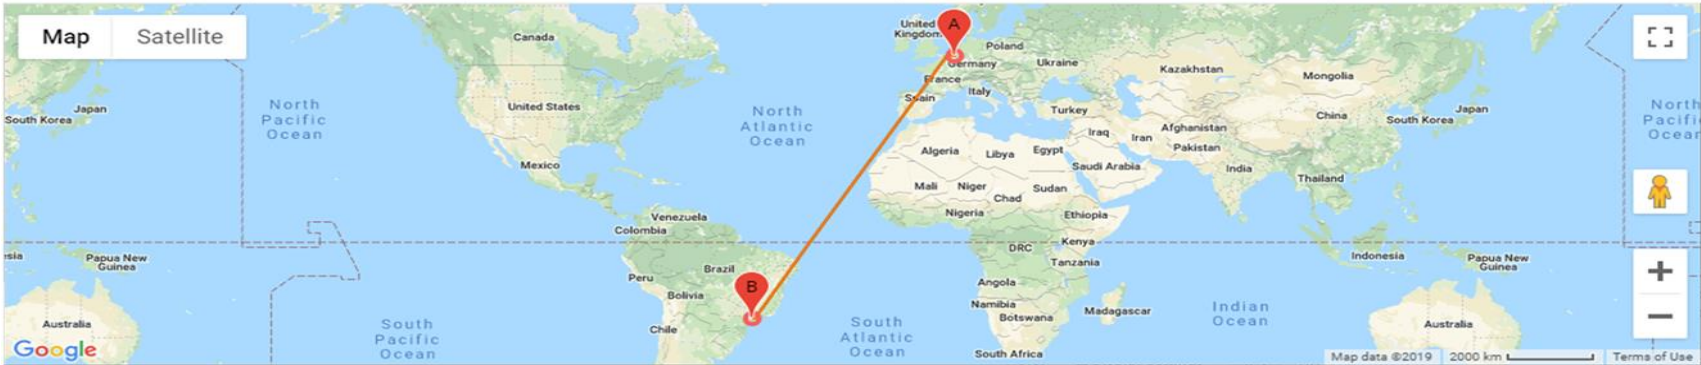 Map
Satellite
Canada
United States
Mexico
North
Pacific
Ocean
Japan
South Korea
Papua New
Guinea
Australia
South
Pacific
Ocean
Venezuela
Colombia
Peru
Brazil
Bolivia
Chile
B
North
Atlantic
Ocean
South
Atlantic
Ocean
A
United
Kingdom
Poland
Germany
Ukraine
France
Italy
Spain
Turkey
Iraq
Iran
Afghanistan
Pakistan
Algeria
Libya
Egypt
Saudi Arabia
Mali
Niger
Chad
Sudan
Nigeria
Ethiopia
DRC
Kenya
Tanzania
Angola
Namibia
Botswana
Madagascar
South Africa
Kazakhstan
Mongolia
China
India
Thailand
South Korea
Japan
Indonesia
Papua New
Guinea
Indian
Ocean
Australia
North
Pacific
Ocean
Google
Map data ©2019
2000 km
Terms of Use